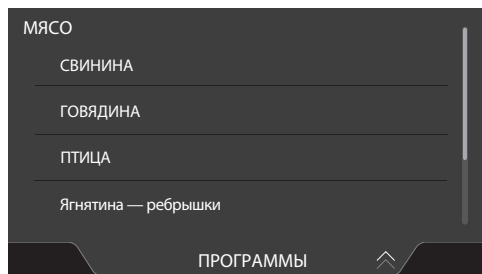 МЯСО
СВИНИНА
ГОВЯДИНА
ПТИЦА
Ягнятина — ребрышки
ПРОГРАММЫ